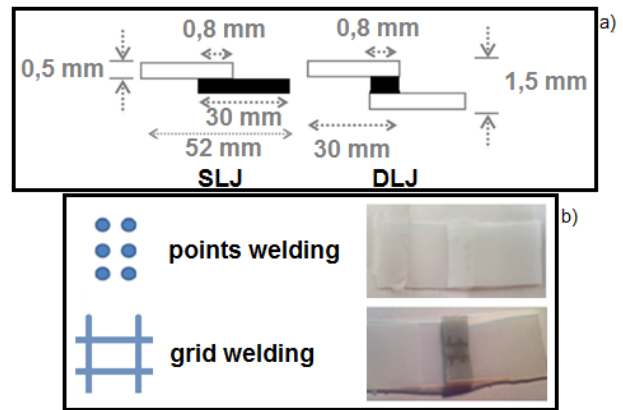 a)
0,8 mm 0,8 mm
0,5 mm 1,5 mm
30 mm
52 mm 30 mm
SLJ DLJ
b)
points welding
grid welding